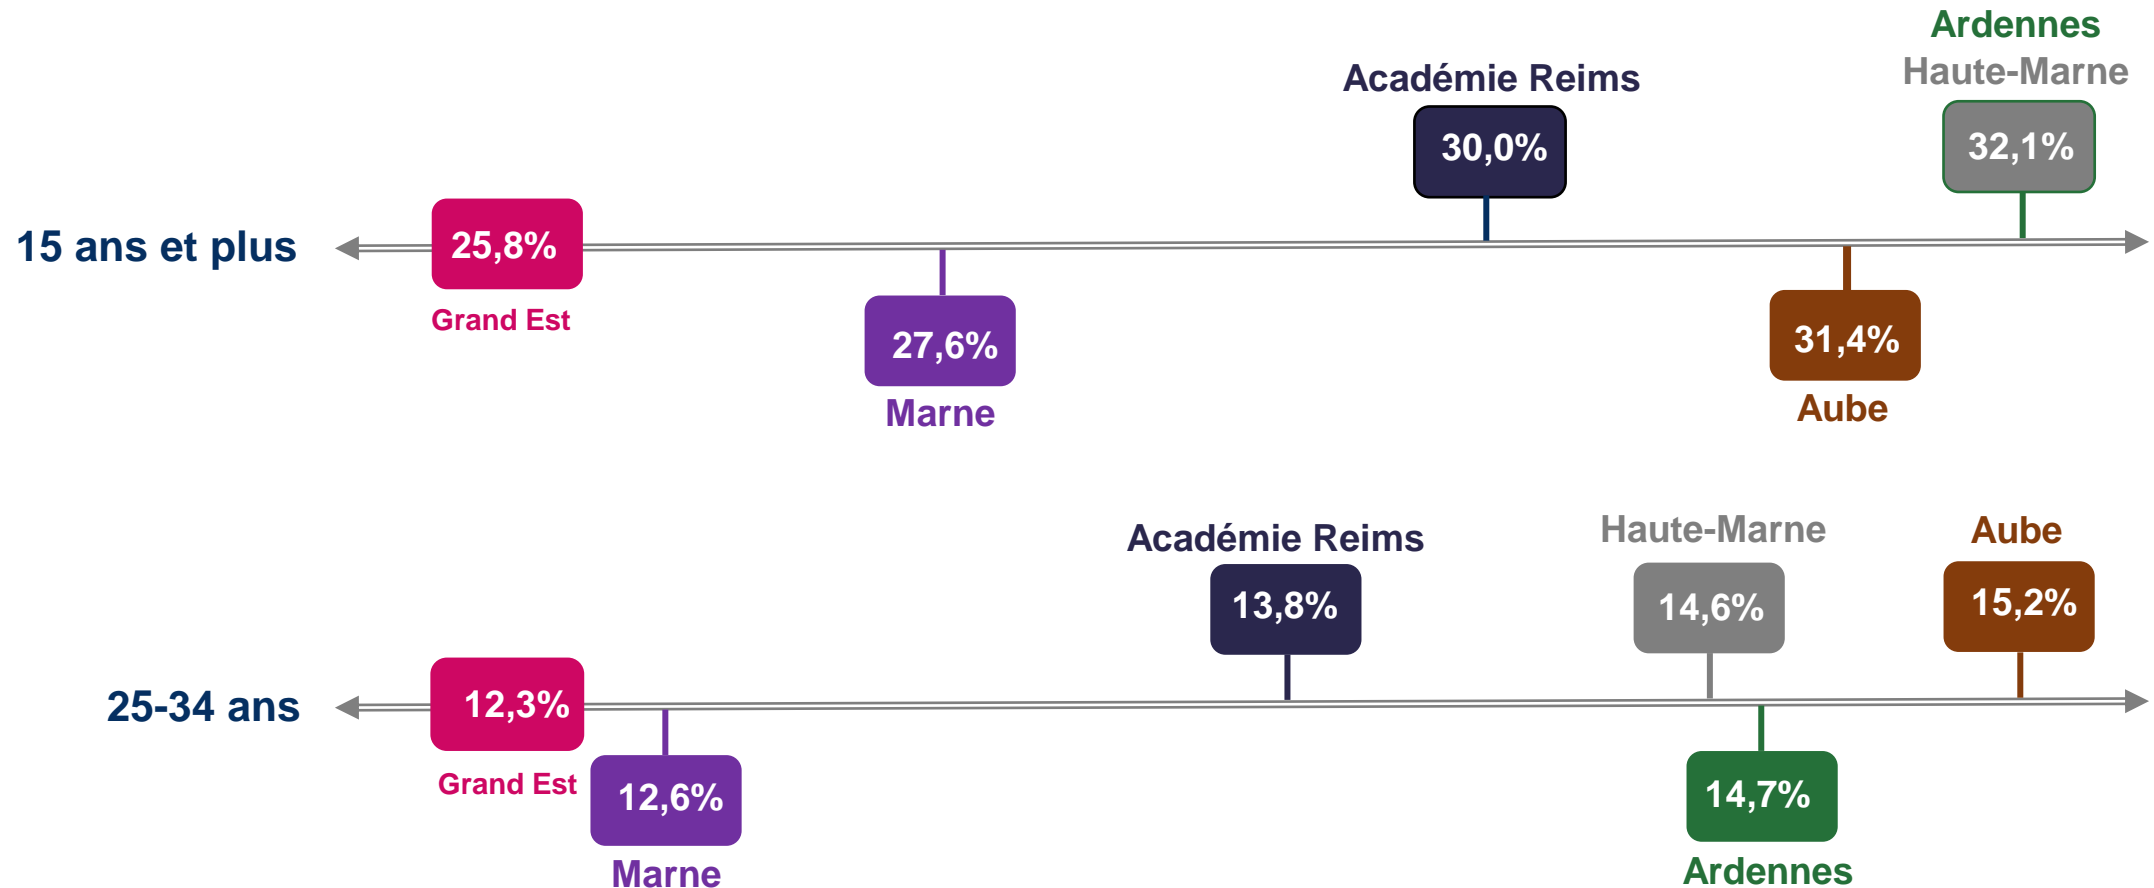 Ardennes
Haute-Marne
Académie Reims
30,0%
32,1%
15 ans et plus
25,8%
Grand Est
27,6%
31,4%
Marne
Aube
Académie Reims
Haute-Marne
Aube
13,8%
14,6%
15,2%
25-34 ans
12,3%
Grand Est
12,6%
14,7%
Marne
Ardennes